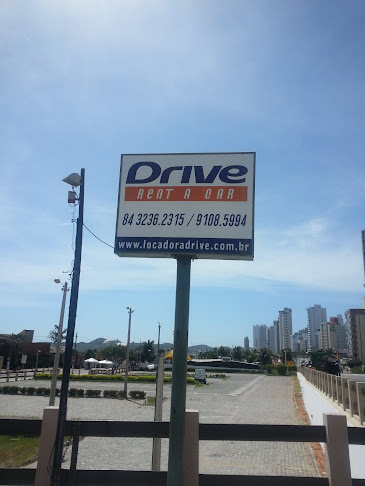 Drive
RENT A CAR
84 3236.2315 / 9108.5994
www.locadoradrive.com.br